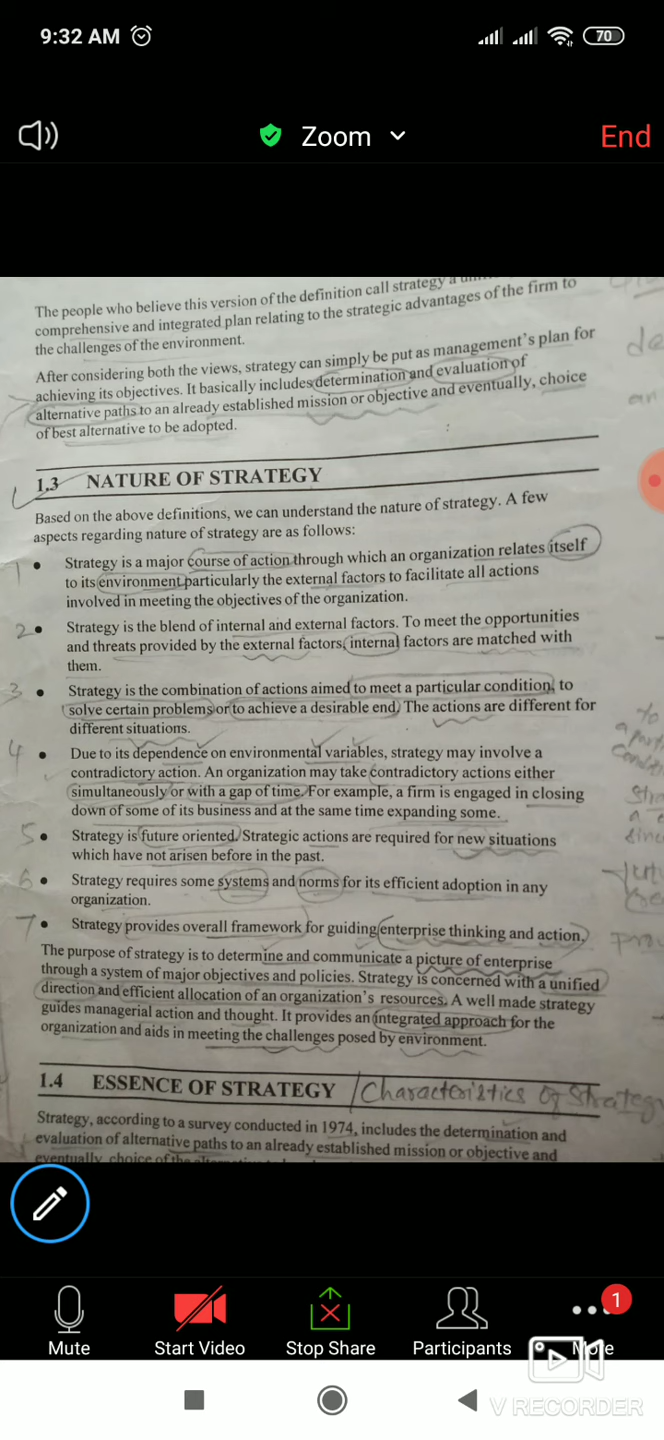 9:32 AM
70
Zoom
End
The people who believe this version of the definition call strategy a
comprehensive and integrated plan relating to the strategic advantages of the firm to
the challenges of the environment.
After considering both the views, strategy can simply be put as management's plan for
achieving its objectives. It basically includes determination and evaluation of
alternative paths to an already established mission or objective and eventually, choice
of best alternative to be adopted.
de
an
1.3 NATURE OF STRATEGY
Based on the above definitions, we can understand the nature of strategy. A few
aspects regarding nature of strategy are as follows:
1 • Strategy is a major course of action through which an organization relates itself
to its environment particularly the external factors to facilitate all actions
involved in meeting the objectives of the organization.
2 • Strategy is the blend of internal and external factors. To meet the opportunities
and threats provided by the external factors, internal factors are matched with
them.
3 • Strategy is the combination of actions aimed to meet a particular condition, to
solve certain problems or to achieve a desirable end. The actions are different for
different situations.
to
a part
Condit
4 • Due to its dependence on environmental variables, strategy may involve a
contradictory action. An organization may take contradictory actions either
simultaneously or with a gap of time. For example, a firm is engaged in closing
down of some of its business and at the same time expanding some.
5 • Strategy is future oriented. Strategic actions are required for new situations
which have not arisen before in the past.
6 • Strategy requires some systems and norms for its efficient adoption in any
organization.
7 • Strategy provides overall framework for guiding enterprise thinking and action.
The purpose of strategy is to determine and communicate a picture of enterprise
through a system of major objectives and policies. Strategy is concerned with a unified
direction and efficient allocation of an organization's resources. A well made strategy
guides managerial action and thought. It provides an integrated approach for the
organization and aids in meeting the challenges posed by environment.
1.4 ESSENCE OF STRATEGY / Characteristics of Strategy
Strategy, according to a survey conducted in 1974, includes the determination and
evaluation of alternative paths to an already established mission or objective and
eventually, choice of the
1
Mute
Start Video
Stop Share
Participants
More
V RECORDER